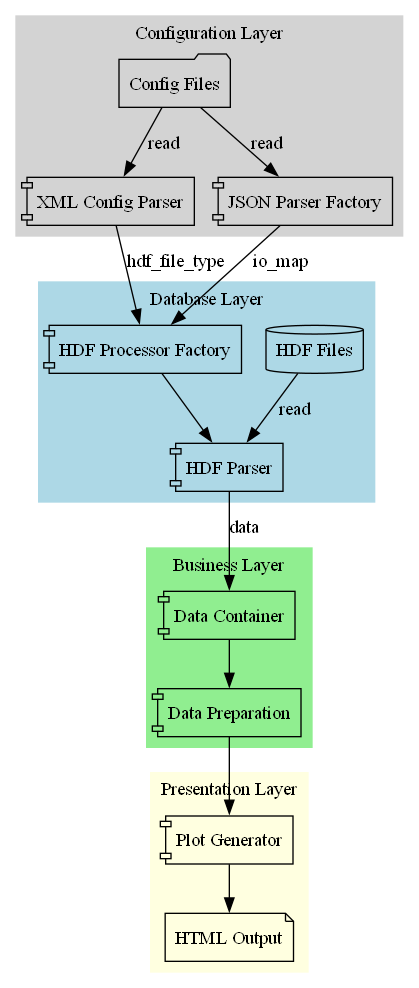 Configuration Layer
Config Files
read
read
XML Config Parser
JSON Parser Factory
hdf_file_type
io_map
Database Layer
HDF Processor Factory
HDF Files
read
HDF Parser
data
Business Layer
Data Container
Data Preparation
Presentation Layer
Plot Generator
HTML Output